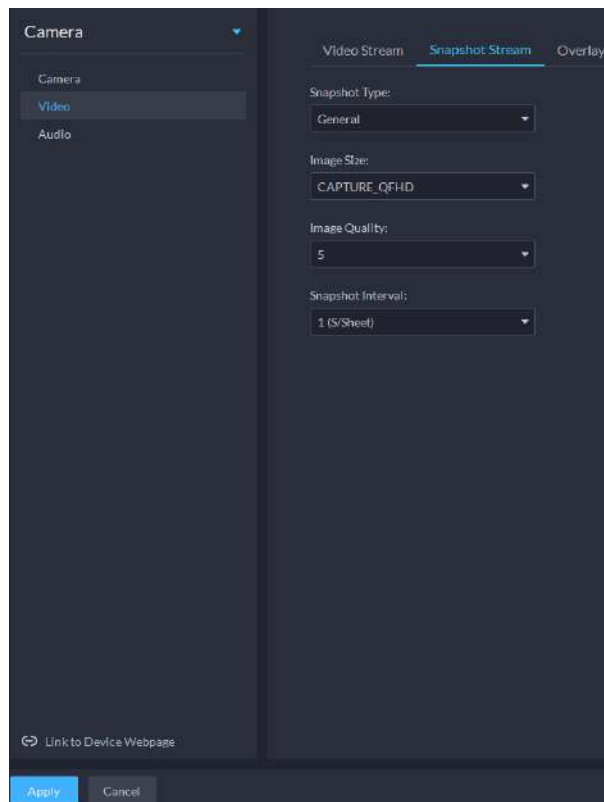 Camera
Camera
Video
Audio
Link to Device Webpage
Video Stream Snapshot Stream Overlay
Snapshot Type:
General
Image Size:
CAPTURE_QFHD
Image Quality:
5
Snapshot Interval:
1 (S/Sheet)
Apply Cancel